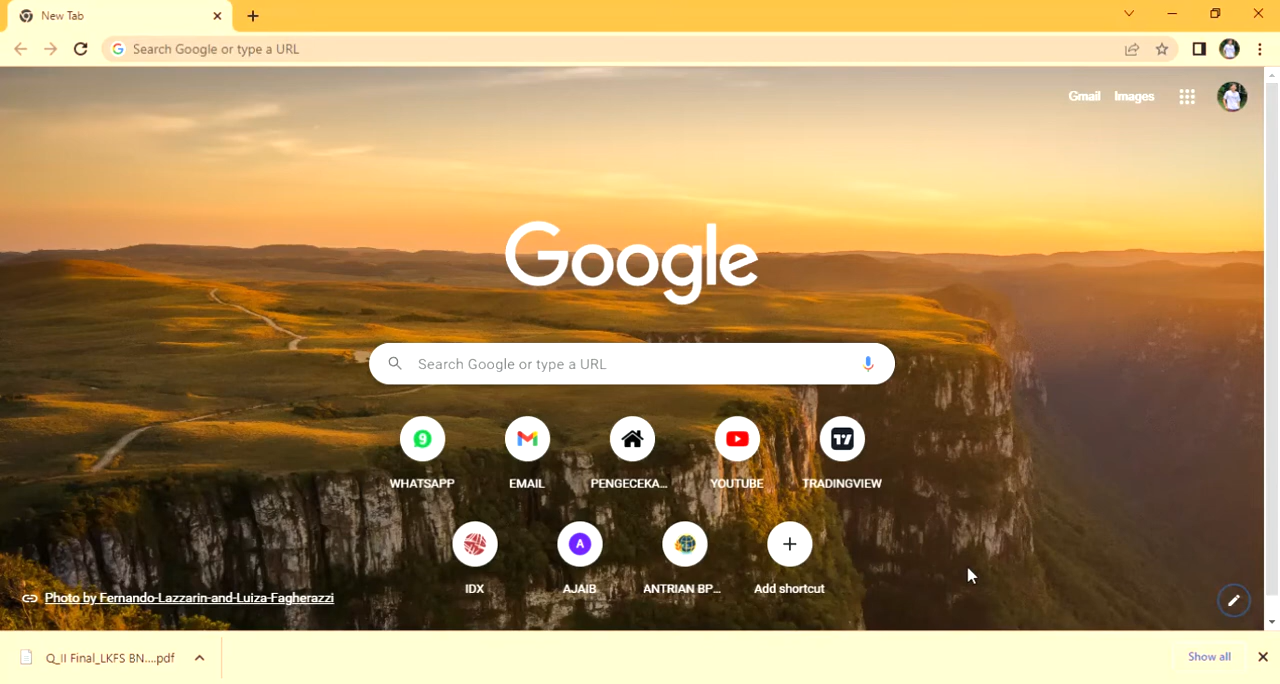 New Tab
Search Google or type a URL
Gmail Images
Google
Search Google or type a URL
WHATSAPP EMAIL PENGECEKA... YOUTUBE TRADINGVIEW
IDX AJAIB ANTRIAN BP... Add shortcut
Photo by Fernando-Lazzarin-and-Luiza-Fagherazzi
Q_II Final_LKFS BN....pdf Show all